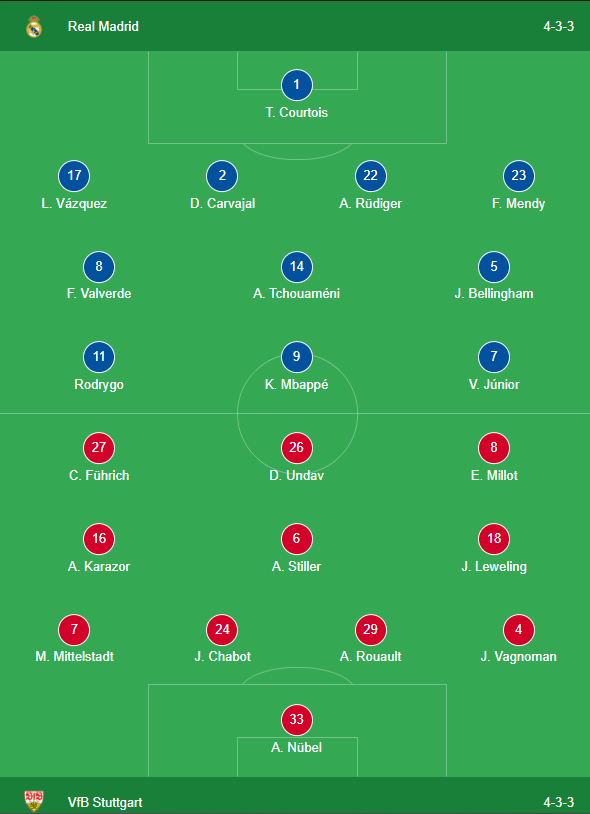 Real Madrid 4-3-3
1
T. Courtois
17 2 22 23
L. Vázquez D. Carvajal A. Rüdiger F. Mendy
8 14 5
F. Valverde A. Tchouaméni J. Bellingham
11 9 7
Rodrygo K. Mbappé V. Júnior
27 26 8
C. Führich D. Undav E. Millot
16 6 18
A. Karazor A. Stiller J. Leweling
7 24 29 4
M. Mittelstadt J. Chabot A. Rouault J. Vagnoman
33
A. Nübel
VfB Stuttgart 4-3-3